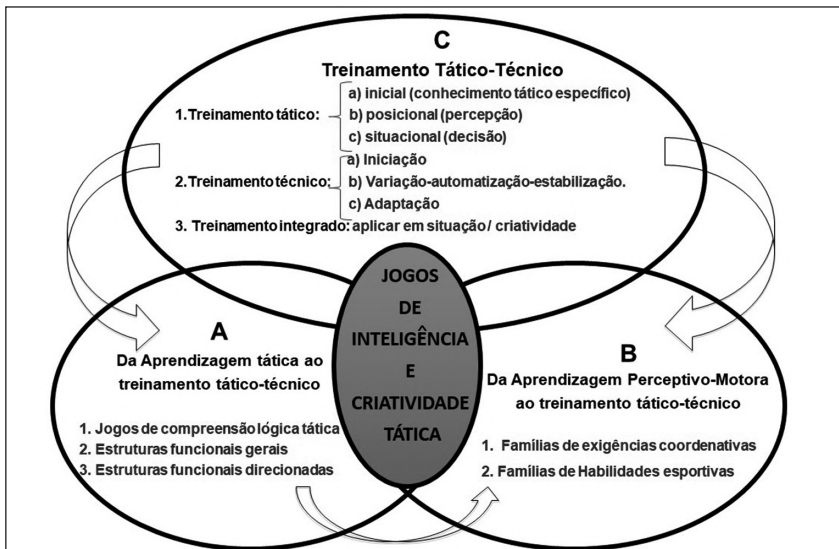 C
Treinamento Tático-Técnico
1.Treinamento tático:
a) inicial (conhecimento tático específico)
b) posicional (percepção)
c) situacional (decisão)
2.Treinamento técnico:
a) Iniciação
b) Variação-automatização-estabilização.
c) Adaptação
3. Treinamento integrado: aplicar em situação / criatividade
JOGOS
DE
INTELIGÊNCIA
E
CRIATIVIDADE
TÁTICA
A
Da Aprendizagem tática ao
treinamento tático-técnico
1. Jogos de compreensão lógica tática
2. Estruturas funcionais gerais
3. Estruturas funcionais direcionadas
B
Da Aprendizagem Perceptivo-Motora
ao treinamento tático-técnico
1. Famílias de exigências coordenativas
2. Famílias de Habilidades esportivas